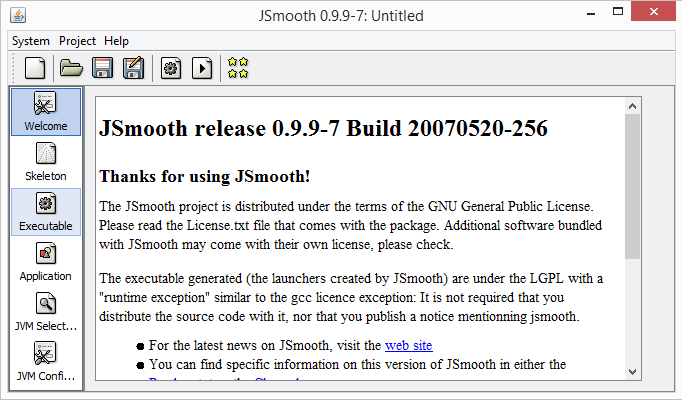 JSmooth 0.9.9-7: Untitled
System Project Help
Welcome
Skeleton
Executable
Application
JVM Select...
JVM Confi...
JSmooth release 0.9.9-7 Build 20070520-256
Thanks for using JSmooth!
The JSmooth project is distributed under the terms of the GNU General Public License.
Please read the License.txt file that comes with the package. Additional software bundled
with JSmooth may come with their own license, please check.
The executable generated (the launchers created by JSmooth) are under the LGPL with a
"runtime exception" similar to the gcc licence exception: It is not required that you
distribute the source code with it, nor that you publish a notice mentionning jsmooth.
For the latest news on JSmooth, visit the web site
You can find specific information on this version of JSmooth in either the